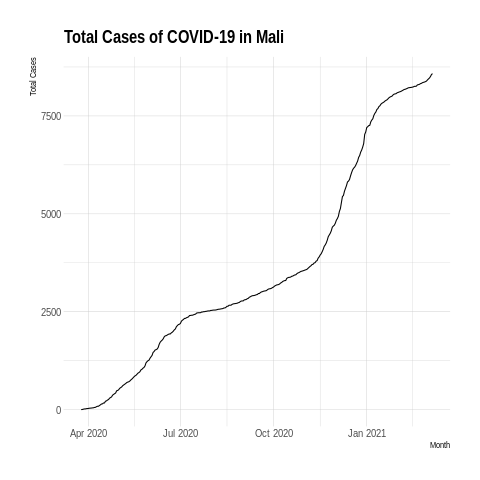 Total Cases of COVID-19 in Mali
Total Cases
7500
5000
2500
0
Apr 2020
Jul 2020
Oct 2020
Jan 2021
Month